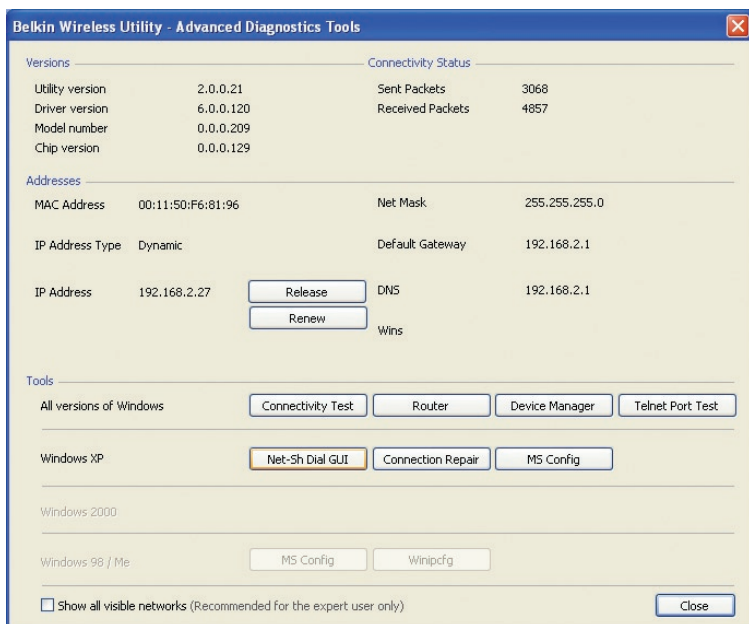 Belkin Wireless Utility - Advanced Diagnostics Tools
Versions
Utility version 2.0.0.21
Driver version 6.0.0.120
Model number 0.0.0.209
Chip version 0.0.0.129
Connectivity Status
Sent Packets 3068
Received Packets 4857
Addresses
MAC Address 00:11:50:F6:81:96
Net Mask 255.255.255.0
IP Address Type Dynamic
Default Gateway 192.168.2.1
IP Address 192.168.2.27 Release
Renew
DNS 192.168.2.1
Wins
Tools
All versions of Windows Connectivity Test Router Device Manager Telnet Port Test
Windows XP Net-Sh Dial GUI Connection Repair MS Config
Windows 2000
Windows 98 / Me MS Config Winipcfg
Show all visible networks (Recommended for the expert user only) Close